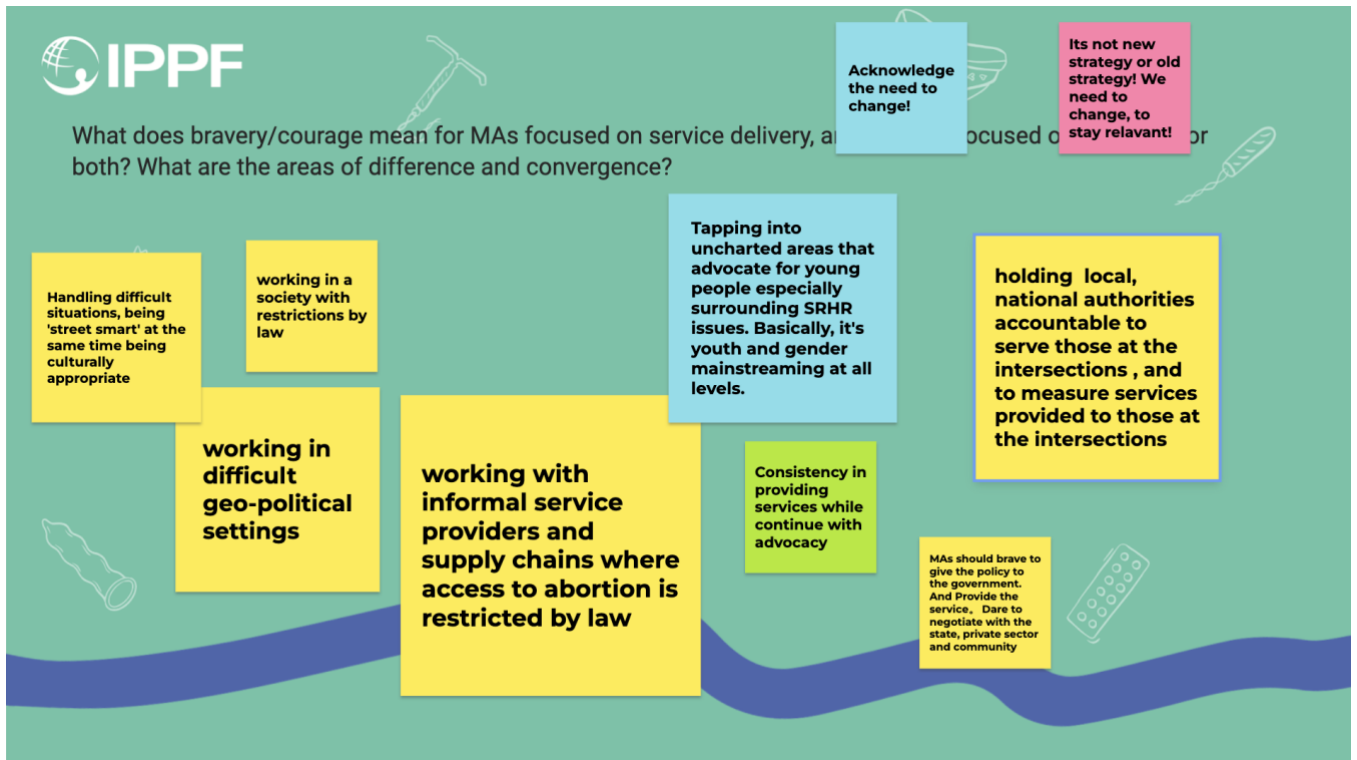 IPPF
What does bravery/courage mean for MAs focused on service delivery, ocused or
both? What are the areas of difference and convergence?
Acknowledge
the need to
change!
Its not new
strategy or old
strategy! We
need to
change, to
stay relavant!
Handling difficult
situations, being
'street smart' at the
same time being
culturally
appropriate
working in a
society with
restrictions by
law
working in
difficult
geo-political
settings
working with
informal service
providers and
supply chains where
access to abortion is
restricted by law
Tapping into
uncharted areas that
advocate for young
people especially
surrounding SRHR
issues. Basically, it's
youth and gender
mainstreaming at all
levels.
Consistency in
providing
services while
continue with
advocacy
holding local,
national authorities
accountable to
serve those at the
intersections , and
to measure services
provided to those at
the intersections
MAs should brave to
give the policy to
the government.
And Provide the
service。 Dare to
negotiate with the
state, private sector
and community